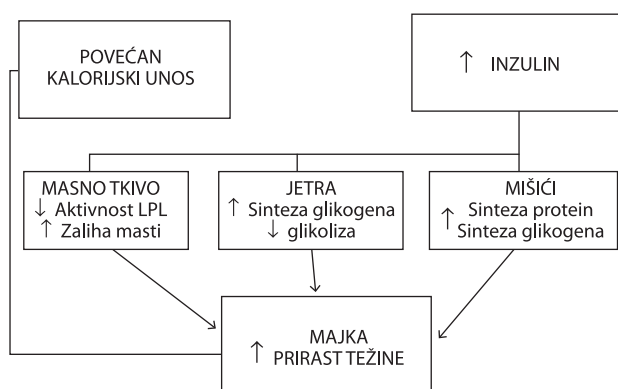 POVEĆAN
KALORIJSKI UNOS
↑ INZULIN
MASNO TKIVO
↓ Aktivnost LPL
↑ Zaliha masti
JETRA
↑ Sinteza glikogena
↓ glikoliza
MIŠIĆI
↑ Sinteza protein
Sinteza glikogena
MAJKA
↑ PRIRAST TEŽINE